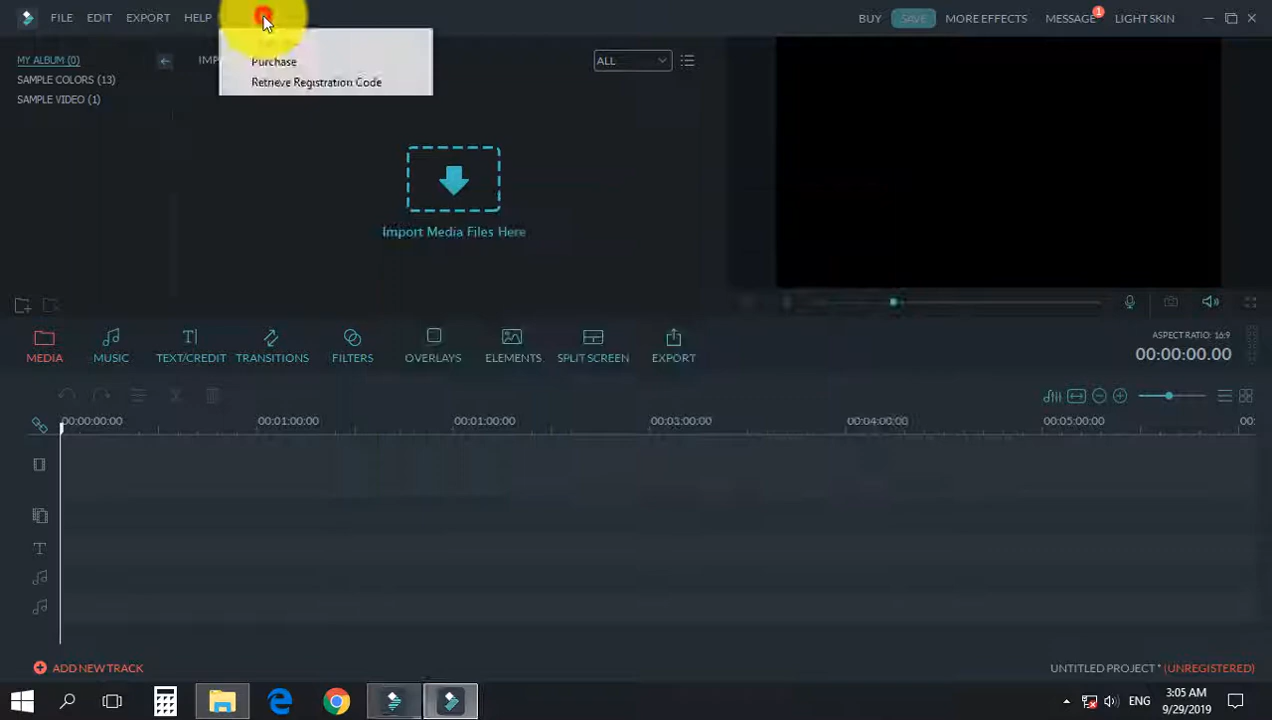 FILE EDIT EXPORT HELP
BUY SAVE MORE EFFECTS MESSAGE 1 LIGHT SKIN
MY ALBUM (0)
SAMPLE COLORS (13)
SAMPLE VIDEO (1)
Purchase
Retrieve Registration Code
ALL
Import Media Files Here
MEDIA MUSIC TEXT/CREDIT TRANSITIONS FILTERS OVERLAYS ELEMENTS SPLIT SCREEN EXPORT
ASPECT RATIO: 16:9
00:00:00.00
00:00:00:00 00:01:00:00 00:01:00:00 00:03:00:00 00:04:00:00 00:05:00:00 00:
ADD NEW TRACK
UNTITLED PROJECT * (UNREGISTERED)
ENG
3:05 AM
9/29/2019